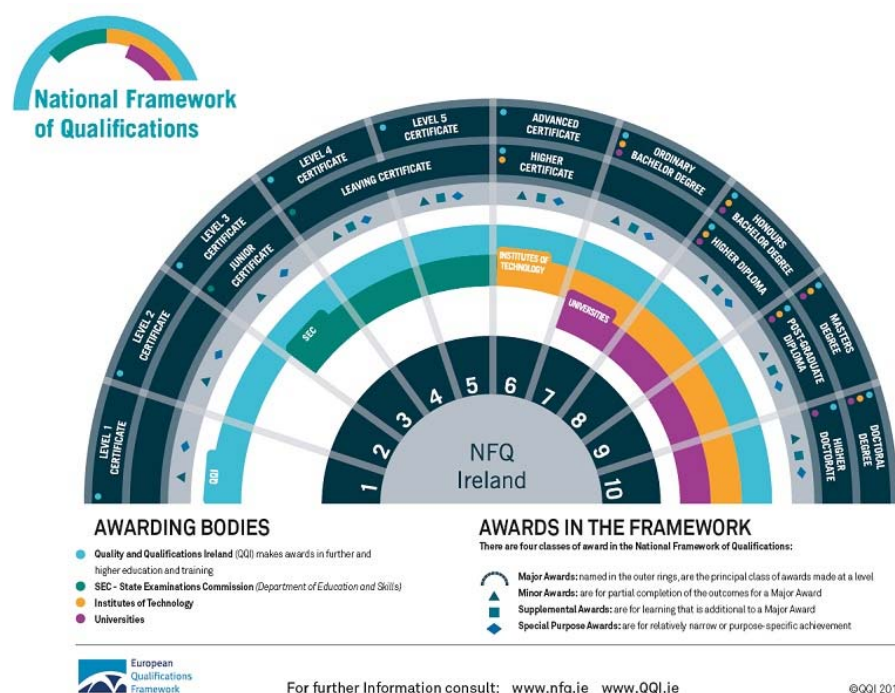 National Framework
of Qualifications
LEVEL 1
CERTIFICATE
LEVEL 2
CERTIFICATE
LEVEL 3
CERTIFICATE
LEVEL 4
CERTIFICATE
LEVEL 5
CERTIFICATE
ADVANCED
CERTIFICATE
ORDINARY
BACHELOR DEGREE
HONOURS
BACHELOR DEGREE
MASTERS
DEGREE
DOCTORAL
DEGREE
JUNIOR
CERTIFICATE
LEAVING CERTIFICATE
HIGHER
CERTIFICATE
HIGHER DIPLOMA
POST-GRADUATE
DIPLOMA
HIGHER
DOCTORATE
QQI
SEC
INSTITUTES OF
TECHNOLOGY
UNIVERSITIES
1
2
3
4
5
6
7
8
9
10
NFQ
Ireland
AWARDING BODIES
Quality and Qualifications Ireland (QQI) makes awards in further and
higher education and training
SEC - State Examinations Commission (Department of Education and Skills)
Institutes of Technology
Universities
AWARDS IN THE FRAMEWORK
There are four classes of award in the National Framework of Qualifications:
Major Awards: named in the outer rings, are the principal class of awards made at a level
Minor Awards: are for partial completion of the outcomes for a Major Award
Supplemental Awards: are for learning that is additional to a Major Award
Special Purpose Awards: are for relatively narrow or purpose-specific achievement
European
Qualifications
Framework
For further Information consult: www.nfq.ie www.QQI.ie
©QQI 201